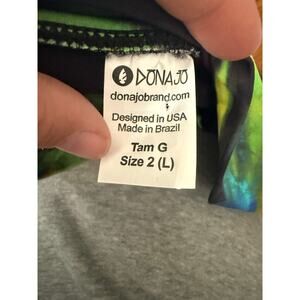 DONAJO
donajobrand.com
Designed in USA
Made in Brazil
Tam G
Size 2 (L)